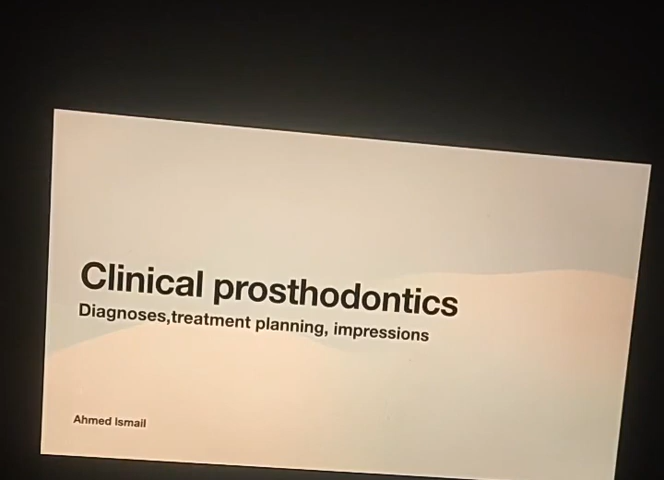 Clinical prosthodontics
Diagnoses,treatment planning, impressions
Ahmed Ismail